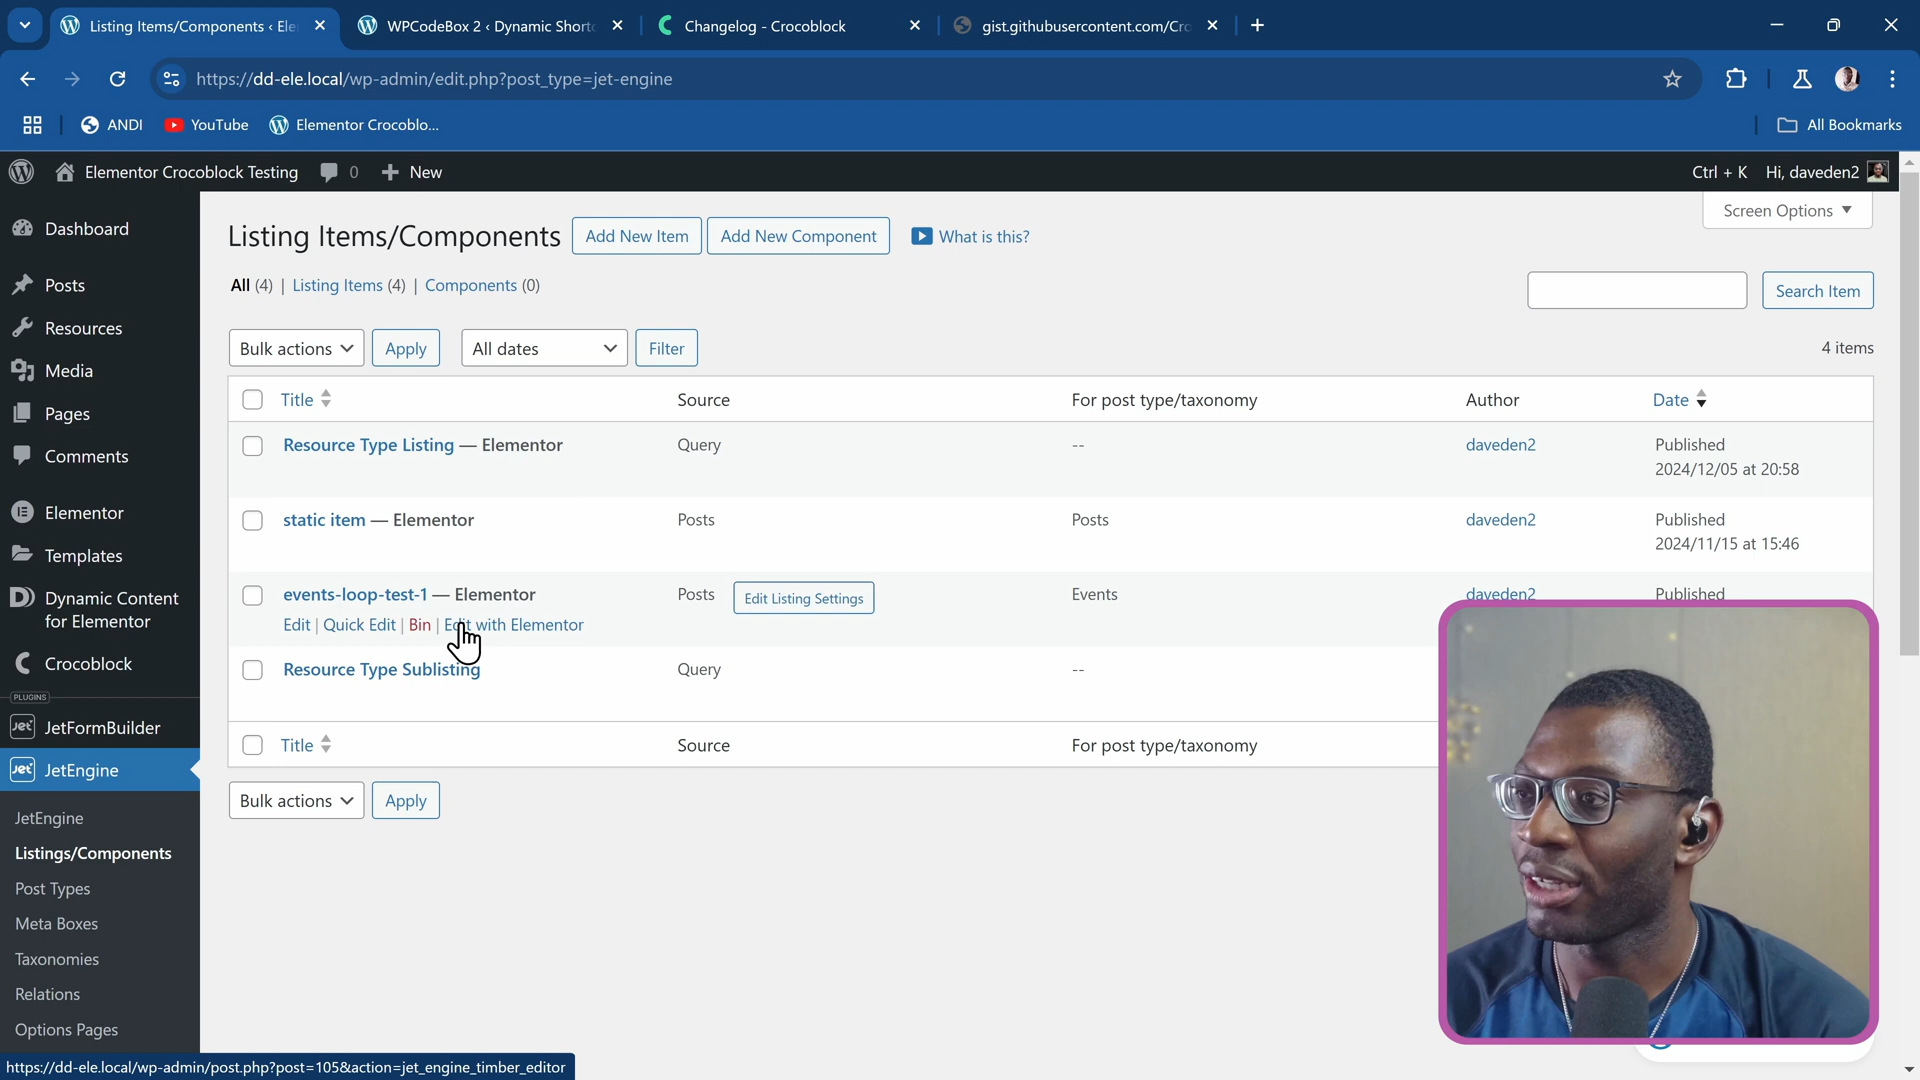 Listing Items/Components ‹ Ele
WPCodeBox 2 ‹ Dynamic Shortc
Changelog - Crocoblock
gist.githubusercontent.com/Cro
https://dd-ele.local/wp-admin/edit.php?post_type=jet-engine
ANDI
YouTube
Elementor Crocoblo...
All Bookmarks
Elementor Crocoblock Testing
0
New
Ctrl + K
Hi, daveden2
Screen Options
Dashboard
Posts
Resources
Media
Pages
Comments
Elementor
Templates
Dynamic Content
for Elementor
Crocoblock
PLUGINS
JetFormBuilder
JetEngine
JetEngine
Listings/Components
Post Types
Meta Boxes
Taxonomies
Relations
Options Pages
Listing Items/Components
Add New Item
Add New Component
What is this?
All (4) | Listing Items (4) | Components (0)
Search Item
Bulk actions
Apply
All dates
Filter
4 items
Title
Source
For post type/taxonomy
Author
Date
Resource Type Listing — Elementor
Query
--
daveden2
Published
2024/12/05 at 20:58
static item — Elementor
Posts
Posts
daveden2
Published
2024/11/15 at 15:46
events-loop-test-1 — Elementor
Posts
Edit Listing Settings
Events
daveden2
Published
Edit | Quick Edit | Bin | Edit with Elementor
Resource Type Sublisting
Query
--
Title
Source
For post type/taxonomy
Bulk actions
Apply
https://dd-ele.local/wp-admin/post.php?post=105&action=jet_engine_timber_editor